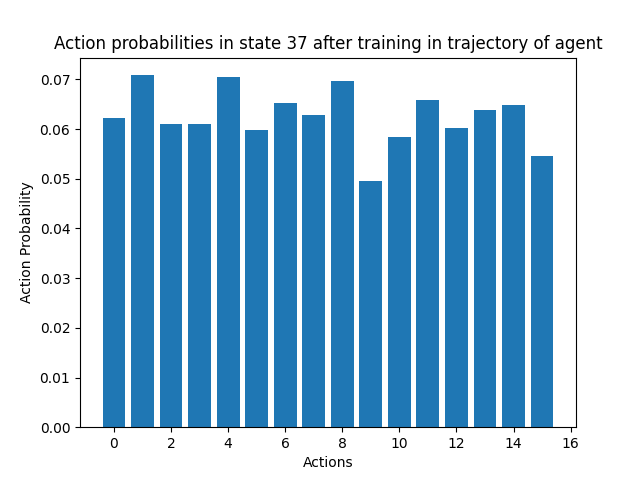 Action probabilities in state 37 after training in trajectory of agent
0.07
0.06
0.05
0.04
0.03
0.02
0.01
0.00
Action Probability
0 2 4 6 8 10 12 14 16
Actions